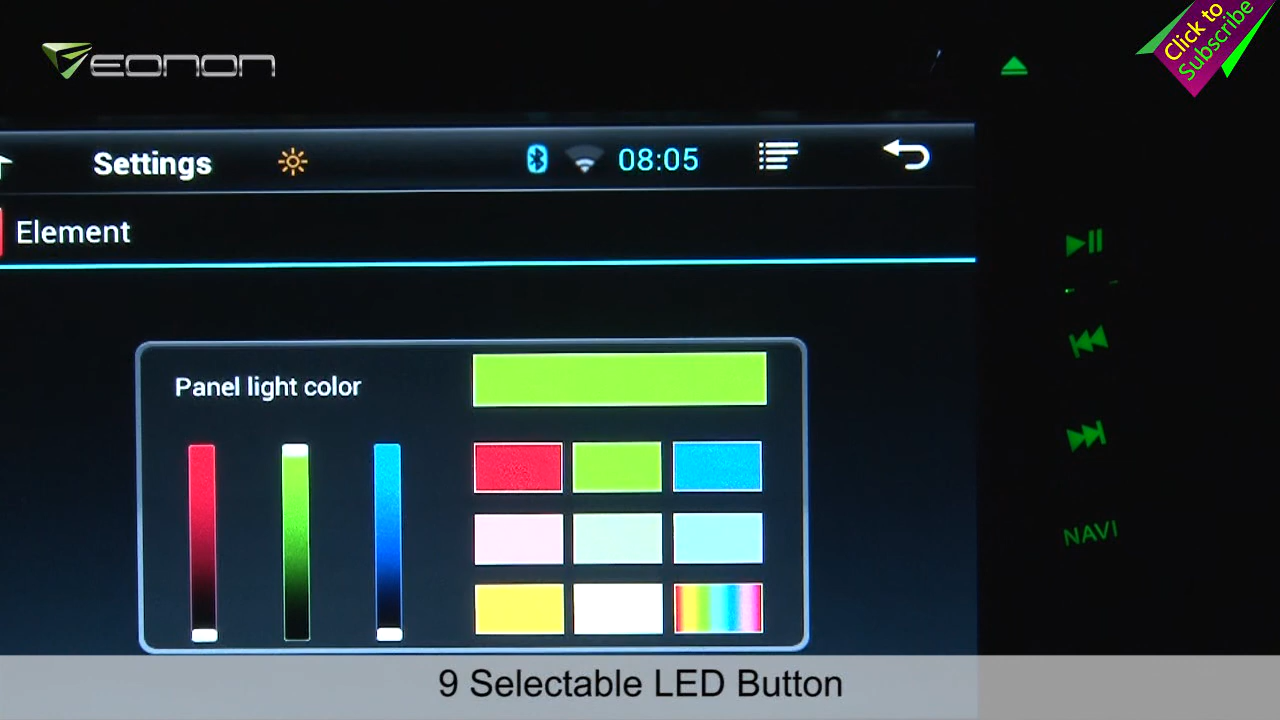 eonon
Click to
Subscribe
Settings
08:05
Element
Panel light color
NAVI
9 Selectable LED Button